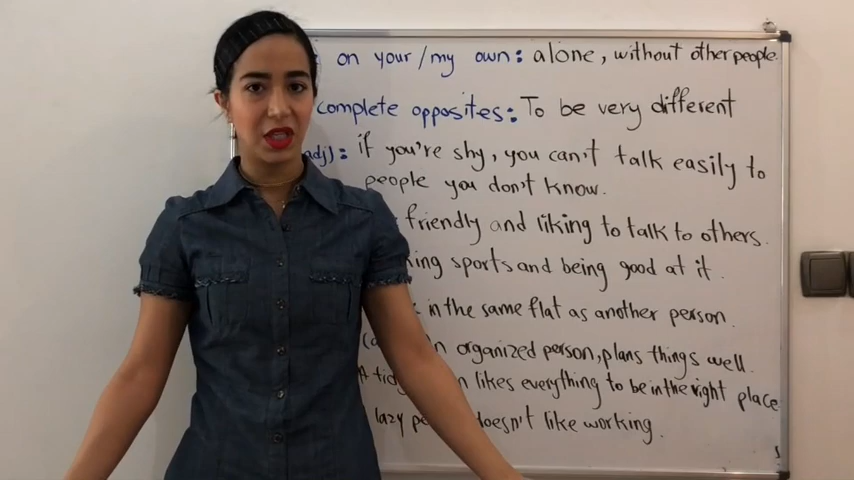 on your/my own: alone, without other people.
complete opposites: To be very different
adj): if you're shy, you can't talk easily to
people you don't know.
friendly and liking to talk to others.
sports and being good at it.
in the same flat as another person.
organized person, plans things well.
likes everything to be in the right place
lazy doesn't like working.